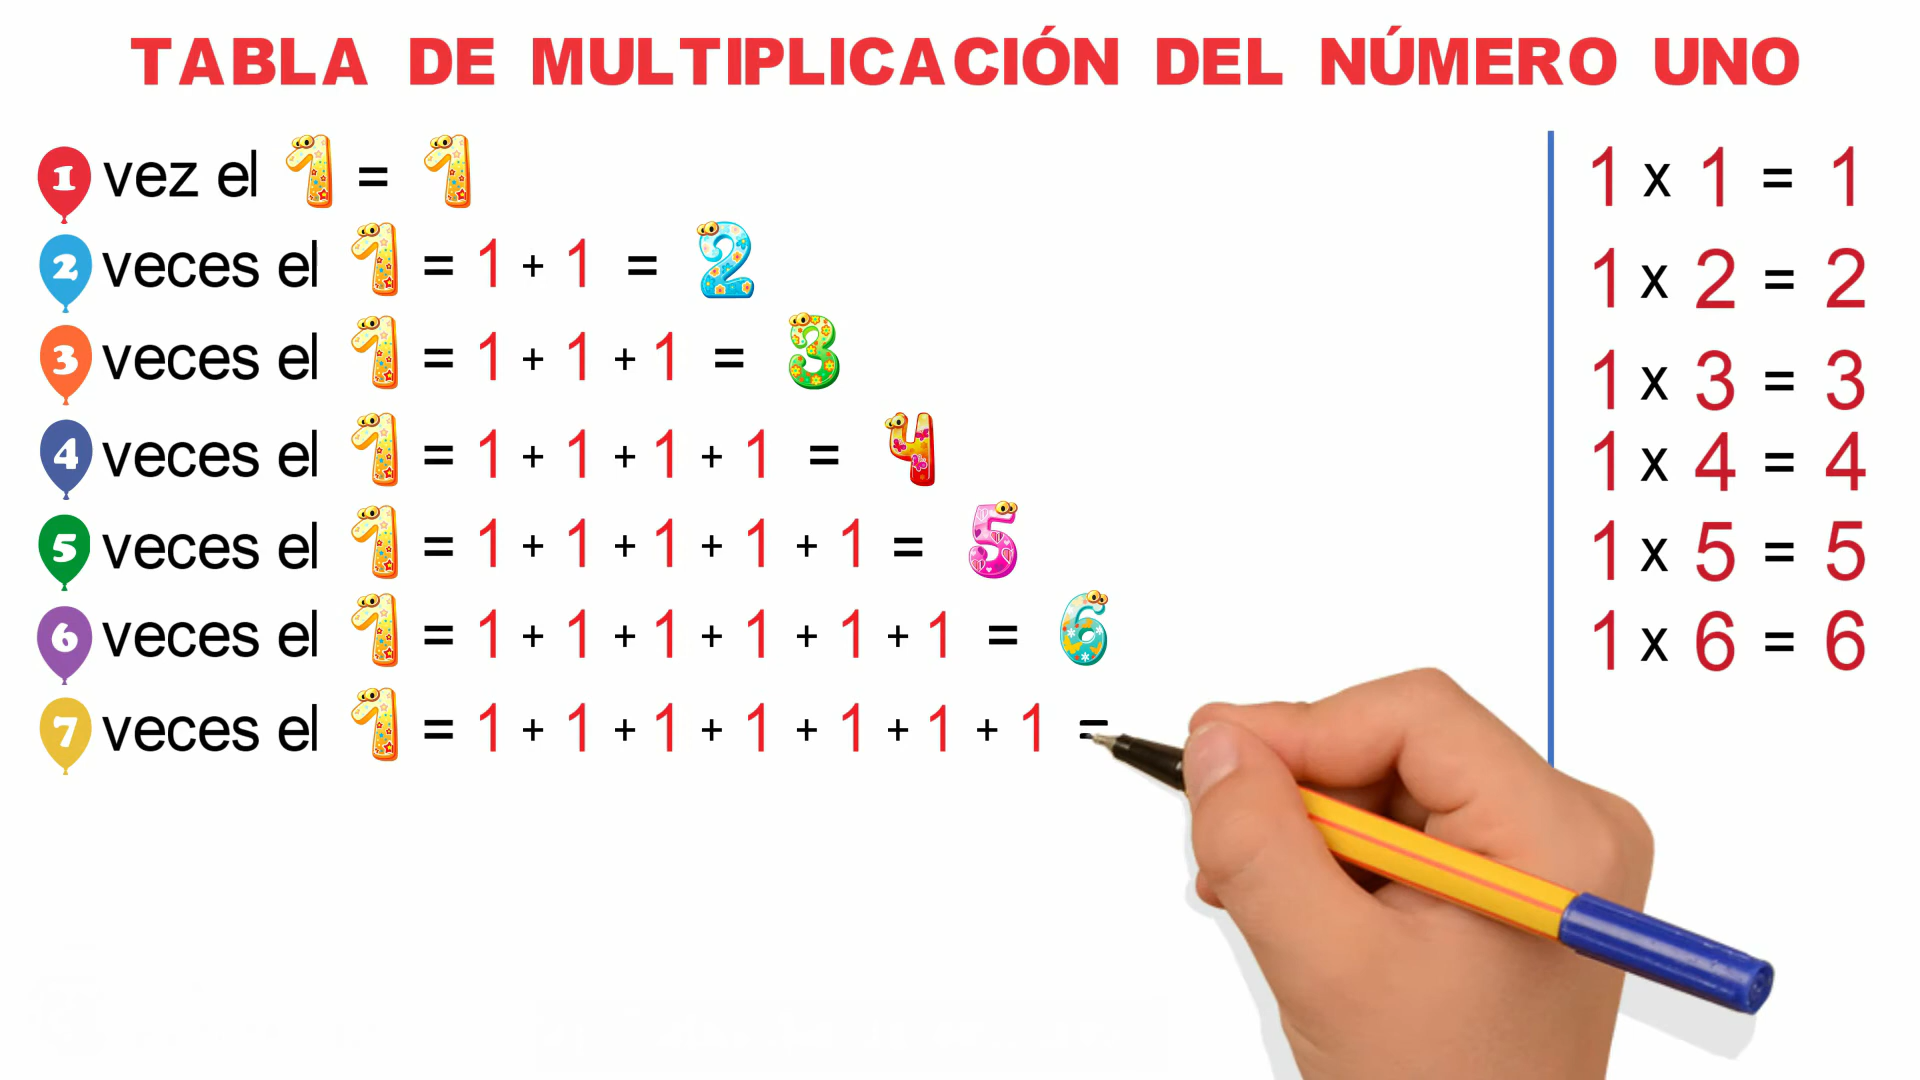 TABLA DE MULTIPLICACIÓN DEL NÚMERO UNO
1 vez el 1 = 1
2 veces el 1 = 1 + 1 = 2
3 veces el 1 = 1 + 1 + 1 = 3
4 veces el 1 = 1 + 1 + 1 + 1 = 4
5 veces el 1 = 1 + 1 + 1 + 1 + 1 = 5
6 veces el 1 = 1 + 1 + 1 + 1 + 1 + 1 = 6
7 veces el 1 = 1 + 1 + 1 + 1 + 1 + 1 + 1 =
1 x 1 = 1
1 x 2 = 2
1 x 3 = 3
1 x 4 = 4
1 x 5 = 5
1 x 6 = 6